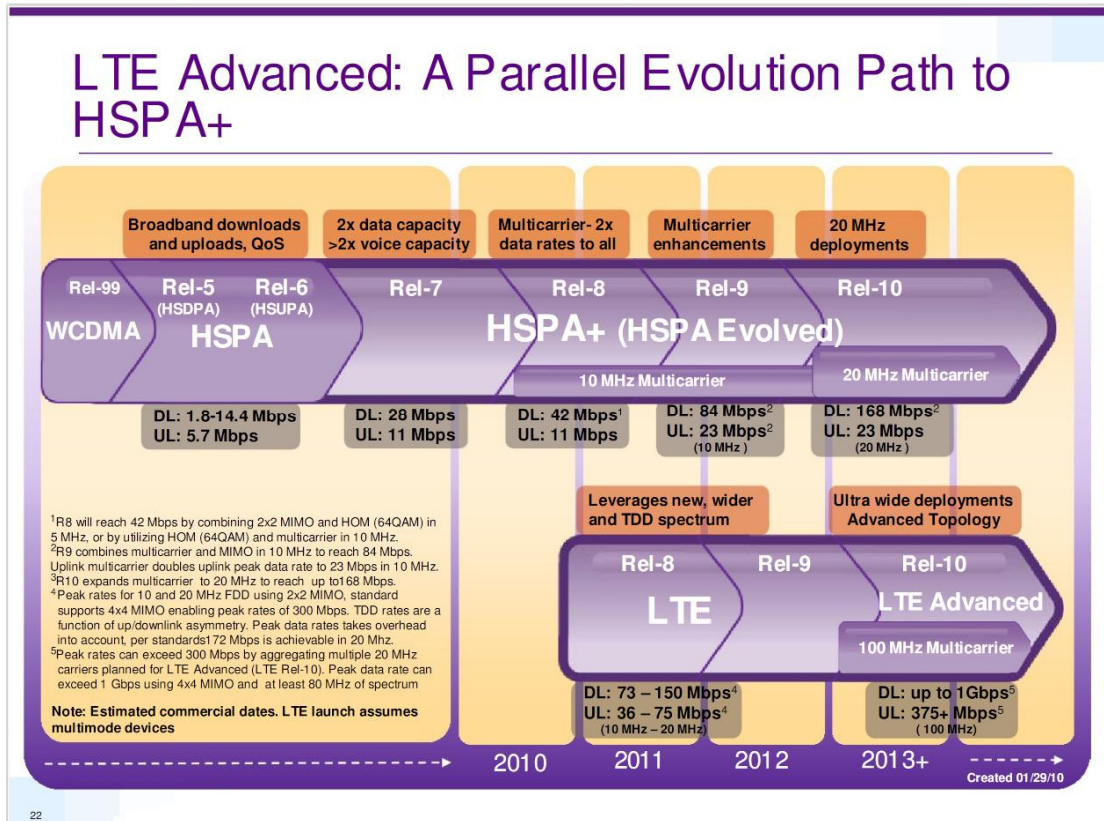 LTE Advanced: A Parallel Evolution Path to
HSPA+
Broadband downloads
and uploads, QoS
2x data capacity
>2x voice capacity
Multicarrier- 2x
data rates to all
Multicarrier
enhancements
20 MHz
deployments
Rel-99
WCDMA
Rel-5
(HSDPA)
Rel-6
(HSUPA)
HSPA
Rel-7
Rel-8
Rel-9
Rel-10
HSPA+ (HSPA Evolved)
10 MHz Multicarrier
20 MHz Multicarrier
DL: 1.8-14.4 Mbps
UL: 5.7 Mbps
DL: 28 Mbps
UL: 11 Mbps
DL: 42 Mbps¹
UL: 11 Mbps
DL: 84 Mbps²
UL: 23 Mbps²
(10 MHz )
DL: 168 Mbps²
UL: 23 Mbps
(20 MHz )
¹R8 will reach 42 Mbps by combining 2x2 MIMO and HOM (64QAM) in
5 MHz, or by utilizing HOM (64QAM) and multicarrier in 10 MHz.
²R9 combines multicarrier and MIMO in 10 MHz to reach 84 Mbps.
Uplink multicarrier doubles uplink peak data rate to 23 Mbps in 10 MHz.
³R10 expands multicarrier to 20 MHz to reach up to168 Mbps.
⁴Peak rates for 10 and 20 MHz FDD using 2x2 MIMO, standard
supports 4x4 MIMO enabling peak rates of 300 Mbps. TDD rates are a
function of up/downlink asymmetry. Peak data rates takes overhead
into account, per standards172 Mbps is achievable in 20 Mhz.
⁵Peak rates can exceed 300 Mbps by aggregating multiple 20 MHz
carriers planned for LTE Advanced (LTE Rel-10). Peak data rate can
exceed 1 Gbps using 4x4 MIMO and at least 80 MHz of spectrum
Note: Estimated commercial dates. LTE launch assumes
multimode devices
Leverages new, wider
and TDD spectrum
Ultra wide deployments
Advanced Topology
Rel-8
Rel-9
Rel-10
LTE
LTE Advanced
100 MHz Multicarrier
DL: 73 – 150 Mbps⁴
UL: 36 – 75 Mbps⁴
(10 MHz – 20 MHz)
DL: up to 1Gbps⁵
UL: 375+ Mbps⁵
( 100 MHz)
2010
2011
2012
2013+
Created 01/29/10
22